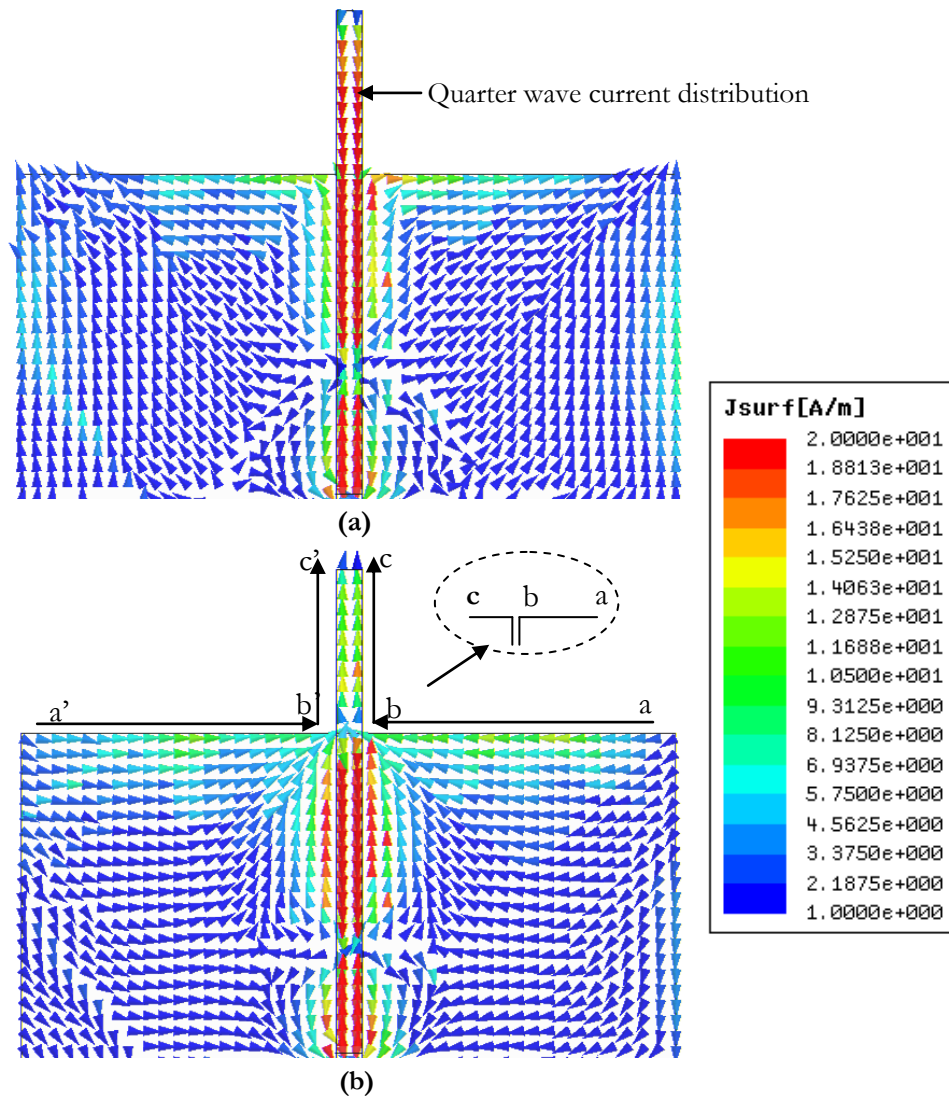 Quarter wave current distribution
(a)
c’
c
c b a
a’
b’
b
a
(b)
Jsurf[A/m]
2.0000e+001
1.8813e+001
1.7625e+001
1.6438e+001
1.5250e+001
1.4063e+001
1.2875e+001
1.1688e+001
1.0500e+001
9.3125e+000
8.1250e+000
6.9375e+000
5.7500e+000
4.5625e+000
3.3750e+000
2.1875e+000
1.0000e+000